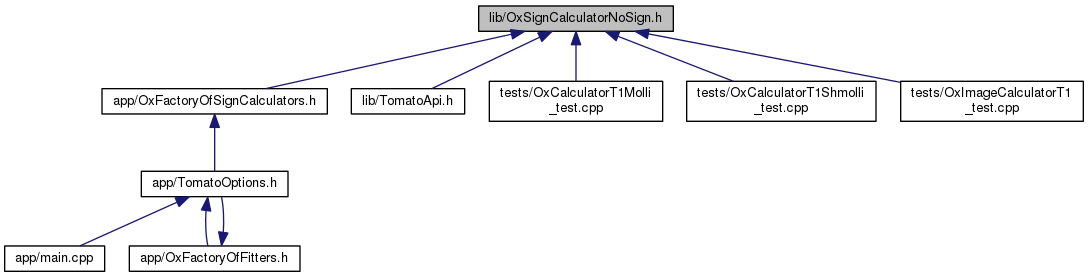 lib/OxSignCalculatorNoSign.h
app/OxFactoryOfSignCalculators.h
lib/TomatoApi.h
tests/OxCalculatorT1Molli
_test.cpp
tests/OxCalculatorT1Shmolli
_test.cpp
tests/OxImageCalculatorT1
_test.cpp
app/TomatoOptions.h
app/main.cpp
app/OxFactoryOfFitters.h